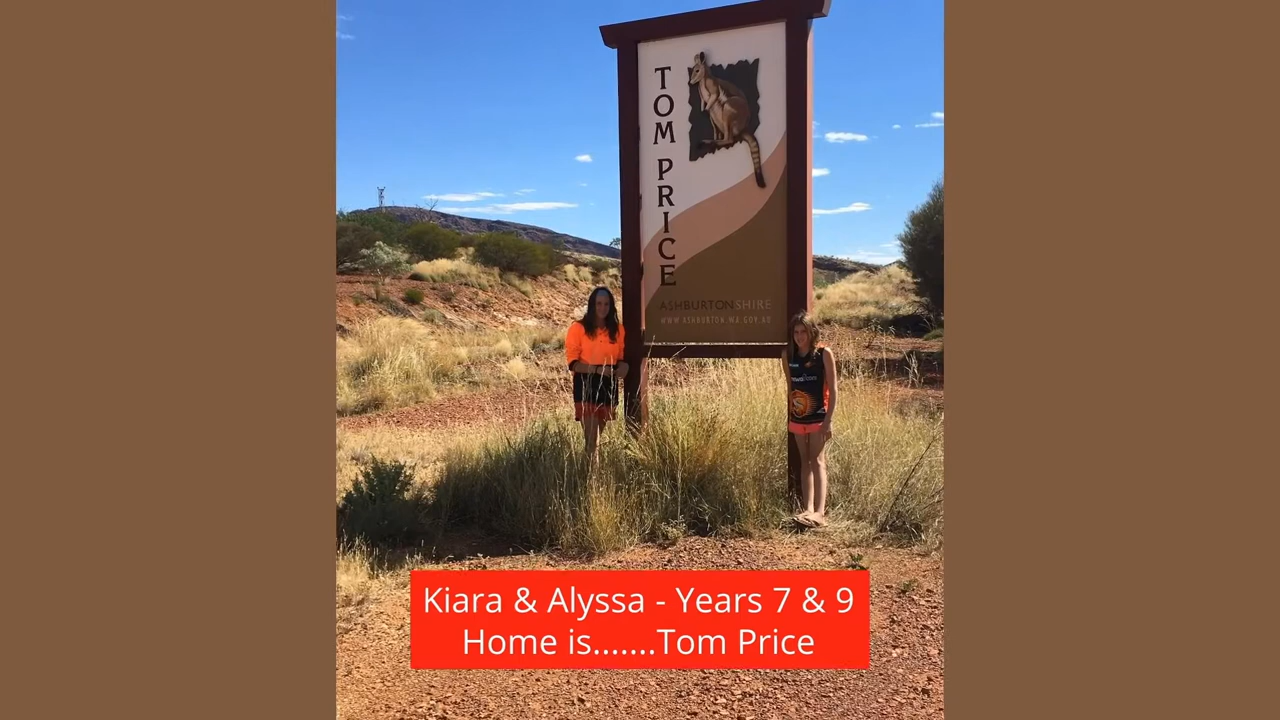 TOM PRICE
ASHBURTON SHIRE
WWW.ASHBURTON.WA.GOV.AU
Kiara & Alyssa - Years 7 & 9
Home is.......Tom Price